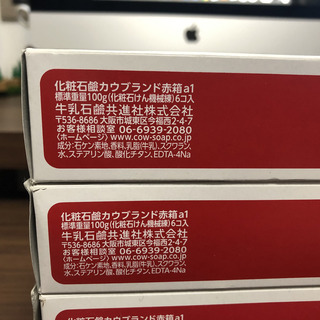 化粧石鹸カウブランド赤箱a1
標準重量100g(化粧石けん機械練)6コ入
牛乳石鹸共進社株式会社
〒536-8686 大阪市城東区今福西2-4-7
お客様相談室 06-6939-2080
〈ホームページ〉www.cow-soap.com
成分:石ケン素地、香料、乳脂(牛乳)、スクワラン、
水、ステアリン酸、酸化チタン、EDTA-4Na
化粧石鹸カウブランド赤箱a1
標準重量100g(化粧石けん機械練)6コ入
牛乳石鹸共進社株式会社
〒536-8686 大阪市城東区今福西2-4-7
お客様相談室 06-6939-2080
〈ホームページ〉www.cow-soap.com
成分:石ケン素地、香料、乳脂(牛乳)、スクワラン、
水、ステアリン酸、酸化チタン、EDTA-4Na
化粧石鹸カウブランド赤箱a1